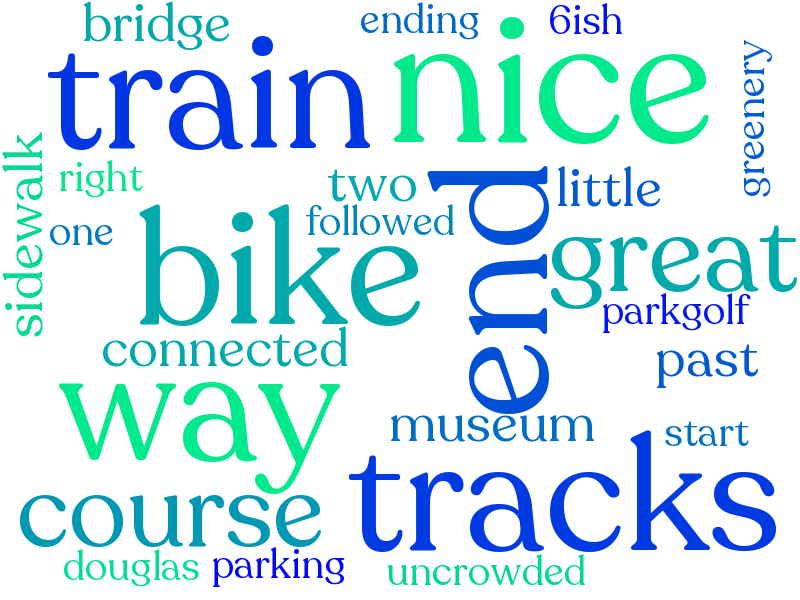 bridge
ending
6ish
train
nice
greenery
sidewalk
right
two
end
little
one
followed
bike
great
parkgolf
connected
past
way
museum
start
tracks
course
douglas
parking
uncrowded